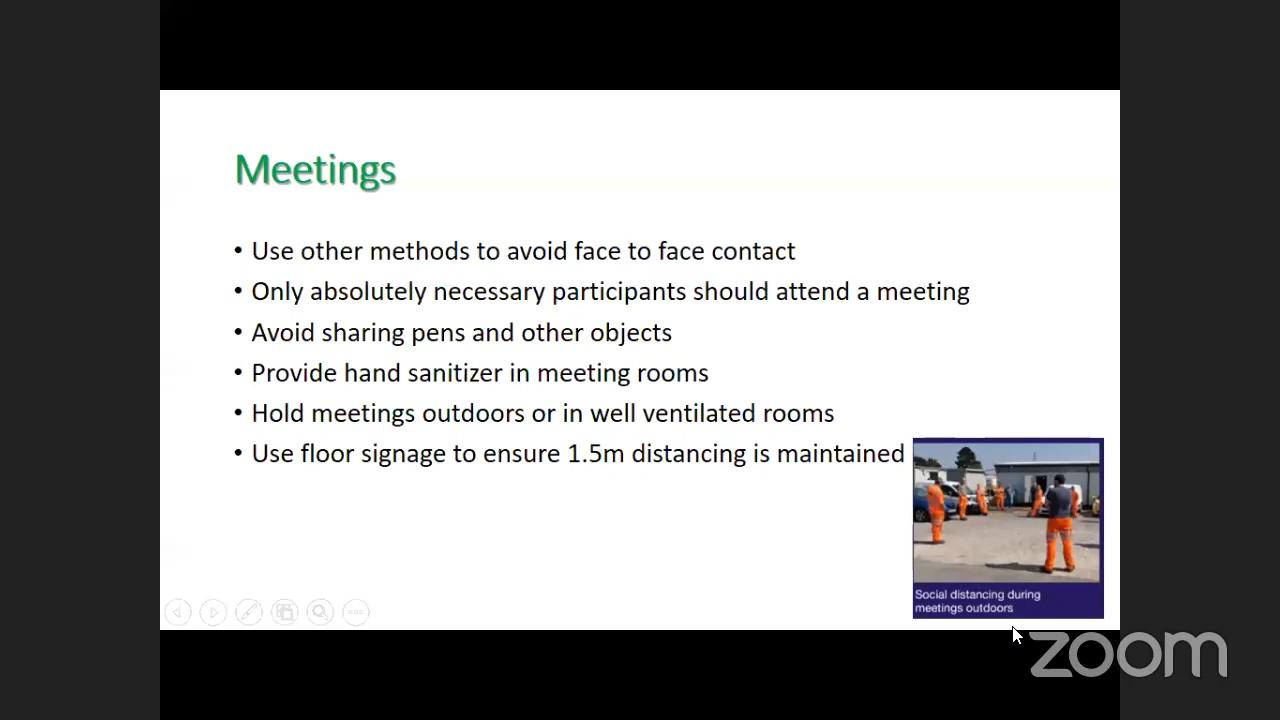 Meetings
• Use other methods to avoid face to face contact
• Only absolutely necessary participants should attend a meeting
• Avoid sharing pens and other objects
• Provide hand sanitizer in meeting rooms
• Hold meetings outdoors or in well ventilated rooms
• Use floor signage to ensure 1.5m distancing is maintained
Social distancing during
meetings outdoors
zoom